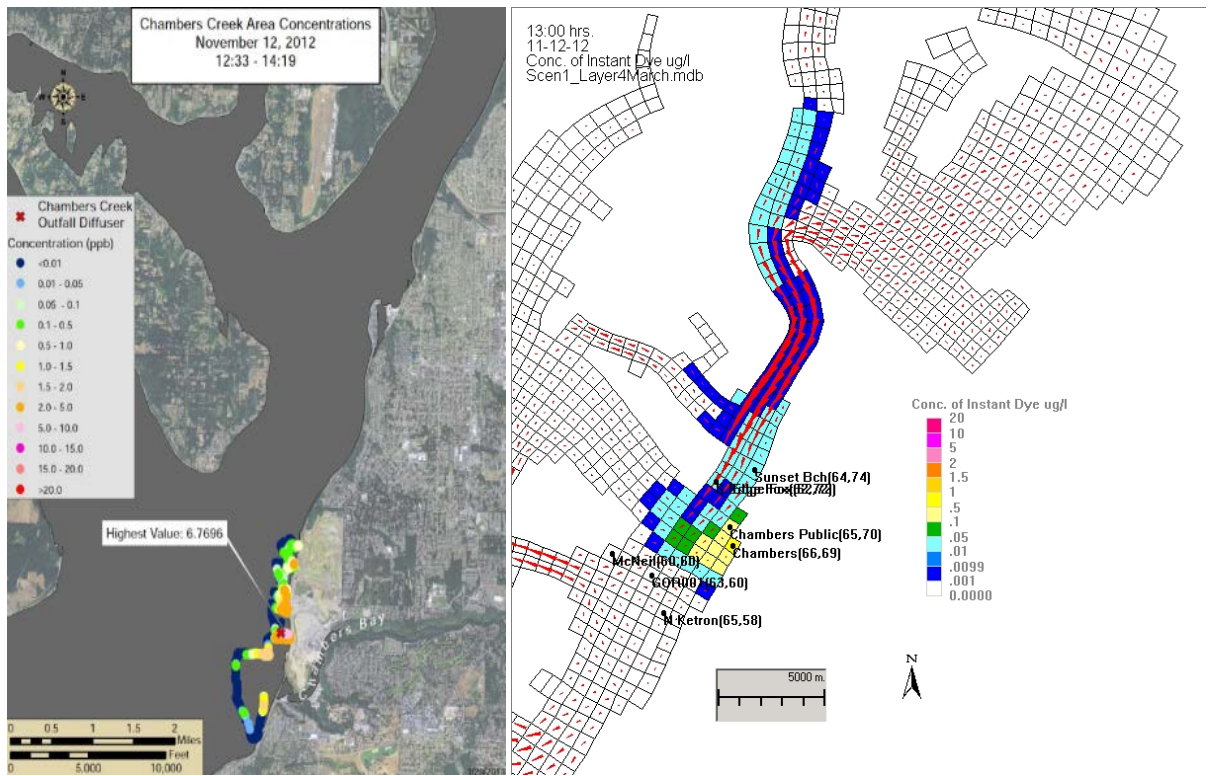 Chambers Creek Area Concentrations
November 12, 2012
12:33 - 14:19
N
W
E
S
Chambers Creek
Outfall Diffuser
Concentration (ppb)
<0.01
0.01 - 0.05
0.05 - 0.1
0.1 - 0.5
0.5 - 1.0
1.0 - 1.5
1.5 - 2.0
2.0 - 5.0
5.0 - 10.0
10.0 - 15.0
15.0 - 20.0
>20.0
Highest Value: 6.7696
Chambers Bay
0 0.5 1 1.5 2
Miles
Feet
0 5,000 10,000
13:00 hrs.
11-12-12
Conc. of Instant Dye ug/l
Scen1_Layer4March.mdb
Conc. of Instant Dye ug/l
20
10
5
2
1.5
1
.5
.1
.05
.01
.0099
.001
0.0000
Sunset Bch(64,74)
Chambers Public(65,70)
Chambers(66,69)
McNeil(60,60)
GOR001(63,60)
N Ketron(65,58)
5000 m.
N